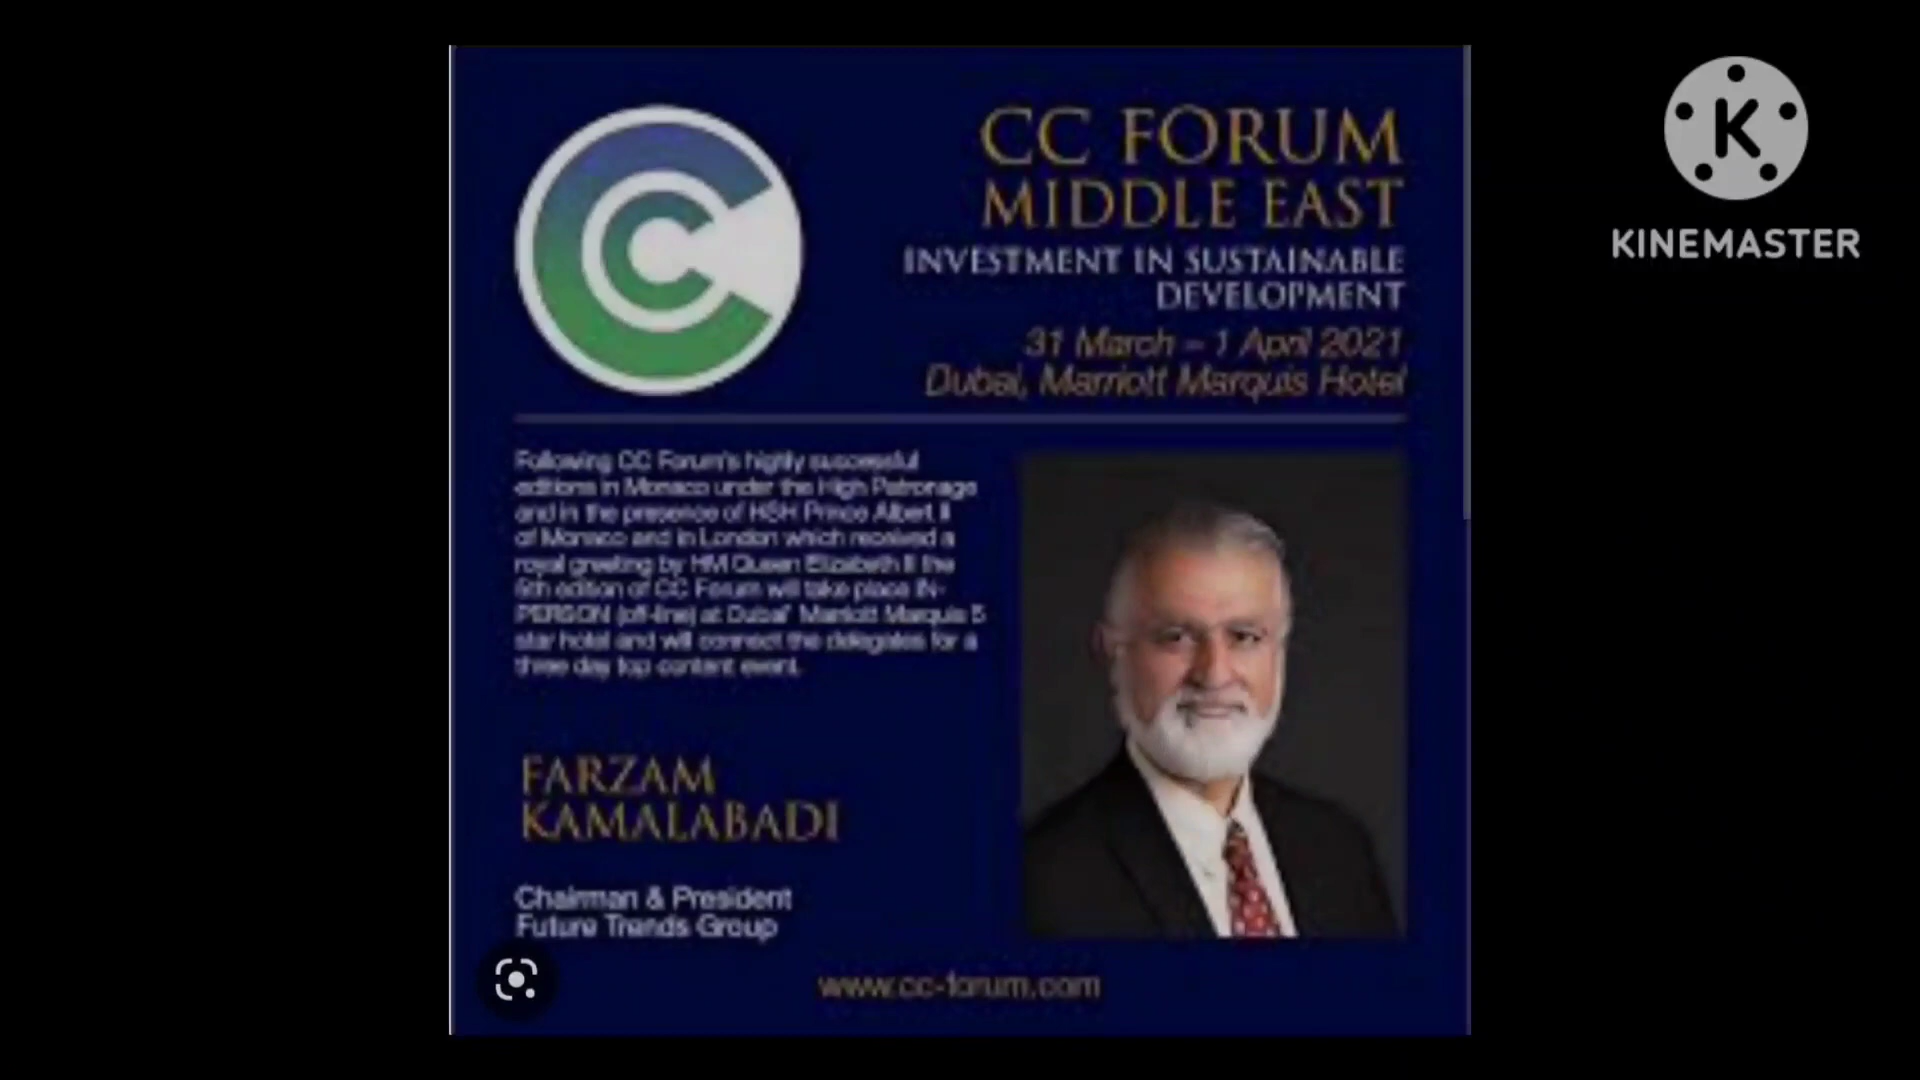 CC FORUM
MIDDLE EAST
INVESTMENT IN SUSTAINABLE
DEVELOPMENT
31 March – 1 April 2021
Dubai, Marriott Marquis Hotel
Following CC Forum's highly successful
editions in Monaco under the High Patronage
and in the presence of HSH Prince Albert II
of Monaco and in London which received a
royal greeting by HM Queen Elizabeth II the
6th edition of CC Forum will take place IN-
PERSON (off-line) at Dubai' Marriott Marquis 5
star hotel and will connect the delegates for a
three day top content event.
FARZAM
KAMALABADI
Chairman & President
Future Trends Group
www.cc-forum.com
K
KINEMASTER